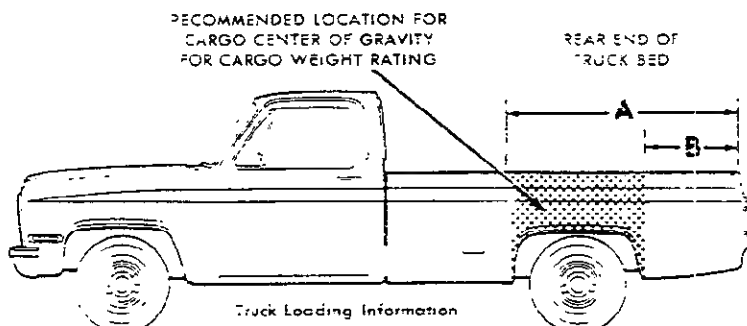 RECOMMENDED LOCATION FOR
CARGO CENTER OF GRAVITY
FOR CARGO WEIGHT RATING
REAR END OF
TRUCK BED
A
B
Truck Loading Information